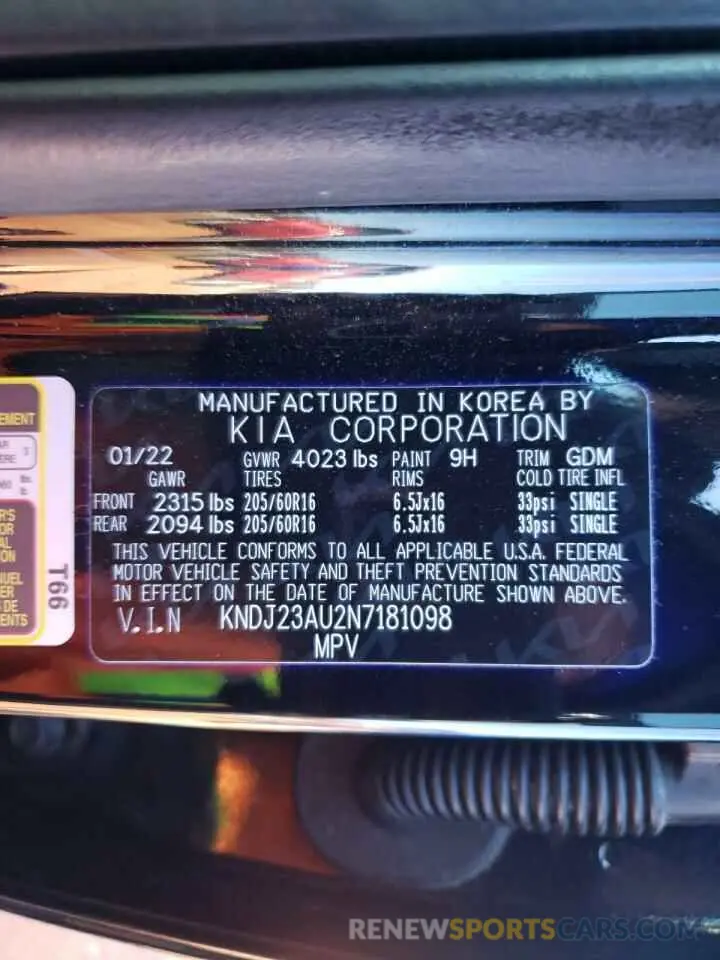 MANUFACTURED IN KOREA BY
KIA CORPORATION
01/22 GVWR 4023 lbs PAINT 9H TRIM GDM
GAWR TIRES RIMS COLD TIRE INFL
FRONT 2315 lbs 205/60R16 6.5Jx16 33psi SINGLE
REAR 2094 lbs 205/60R16 6.5Jx16 33psi SINGLE
THIS VEHICLE CONFORMS TO ALL APPLICABLE U.S.A. FEDERAL
MOTOR VEHICLE SAFETY AND THEFT PREVENTION STANDARDS
IN EFFECT ON THE DATE OF MANUFACTURE SHOWN ABOVE.
V.I.N KNDJ23AU2N7181098
MPV
T66
RENEWSPORTSCARS.COM